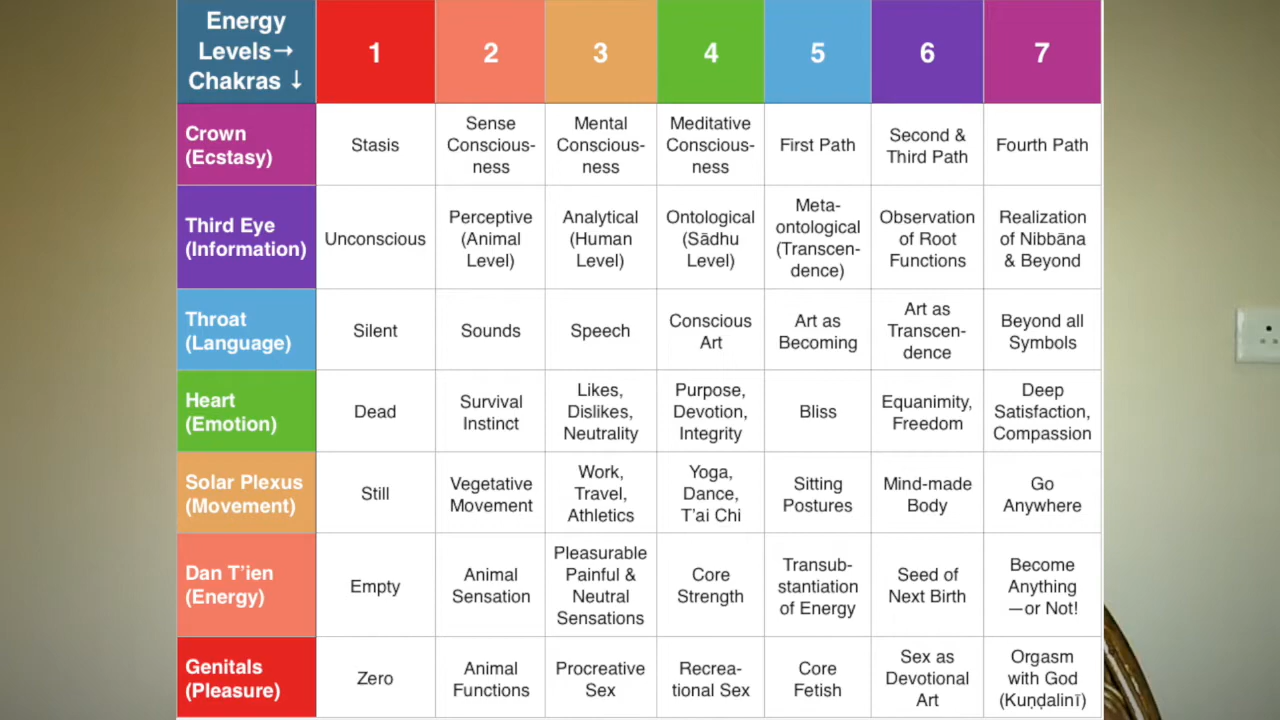 Energy
Levels→
Chakras ↓
1
2
3
4
5
6
7
Crown
(Ecstasy)
Stasis
Sense
Conscious-
ness
Mental
Conscious-
ness
Meditative
Conscious-
ness
First Path
Second &
Third Path
Fourth Path
Third Eye
(Information)
Unconscious
Perceptive
(Animal
Level)
Analytical
(Human
Level)
Ontological
(Sādhu
Level)
Meta-
ontological
(Transcen-
dence)
Observation
of Root
Functions
Realization
of Nibbāna
& Beyond
Throat
(Language)
Silent
Sounds
Speech
Conscious
Art
Art as
Becoming
Art as
Transcen-
dence
Beyond all
Symbols
Heart
(Emotion)
Dead
Survival
Instinct
Likes,
Dislikes,
Neutrality
Purpose,
Devotion,
Integrity
Bliss
Equanimity,
Freedom
Deep
Satisfaction,
Compassion
Solar Plexus
(Movement)
Still
Vegetative
Movement
Work,
Travel,
Athletics
Yoga,
Dance,
T'ai Chi
Sitting
Postures
Mind-made
Body
Go
Anywhere
Dan T'ien
(Energy)
Empty
Animal
Sensation
Pleasurable
Painful &
Neutral
Sensations
Core
Strength
Transub-
stantiation
of Energy
Seed of
Next Birth
Become
Anything
—or Not!
Genitals
(Pleasure)
Zero
Animal
Functions
Procreative
Sex
Recrea-
tional Sex
Core
Fetish
Sex as
Devotional
Art
Orgasm
with God
(Kuṇḍalinī)